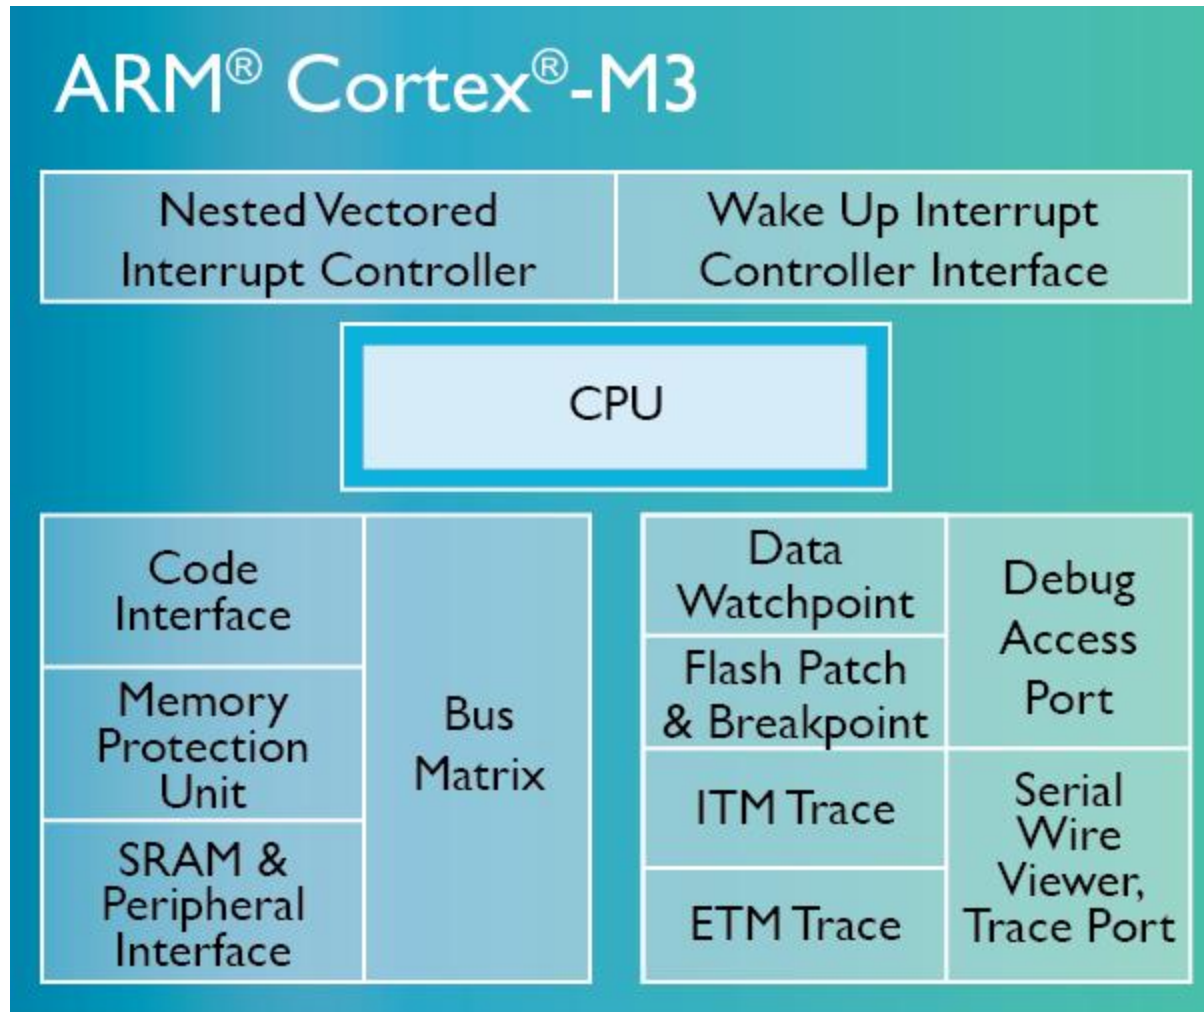 ARM® Cortex®-M3
Nested Vectored
Interrupt Controller
Wake Up Interrupt
Controller Interface
CPU
Code
Interface
Memory
Protection
Unit
SRAM &
Peripheral
Interface
Bus
Matrix
Data
Watchpoint
Flash Patch
& Breakpoint
ITM Trace
ETM Trace
Debug
Access
Port
Serial
Wire
Viewer,
Trace Port